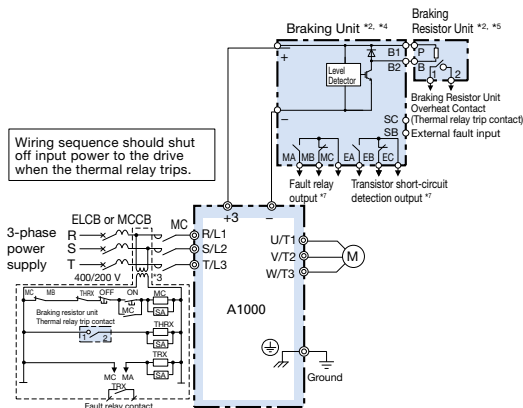 Braking Unit *2, *4
Braking
Resistor Unit *2, *5
+
B1
B2
P
B
1
2
Level
Detector
Braking Resistor Unit
Overheat Contact
(Thermal relay trip contact)
SC
SB
External fault input
−
MA MB MC EA EB EC
Fault relay
output *7
Transistor short-circuit
detection output *7
Wiring sequence should shut
off input power to the drive
when the thermal relay trips.
+3 −
ELCB or MCCB
MC
3-phase
power
supply
R
S
T
R/L1
S/L2
T/L3
U/T1
V/T2
W/T3
M
400/200 V
*3
A1000
MC MB THRX OFF ON MC
MC
SA
Braking resistor unit
Thermal relay trip contact
1 2
THRX
SA
TRX
SA
MC MA
TRX
Fault relay contact
Ground